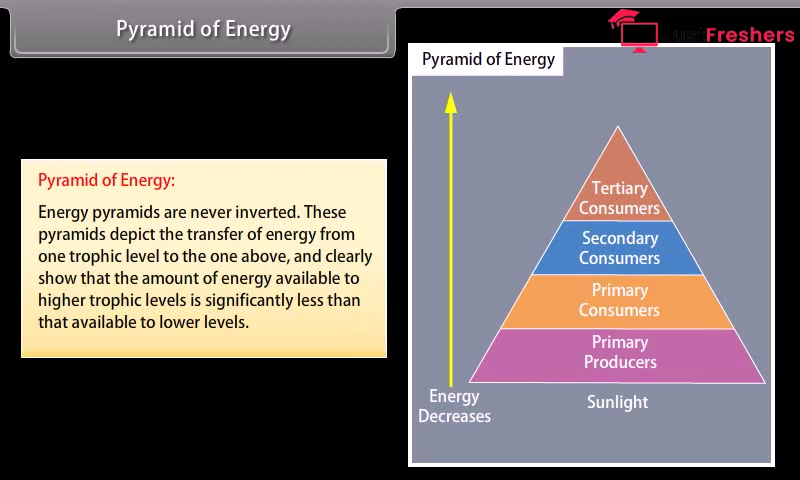 Pyramid of Energy
Freshers
Pyramid of Energy
Pyramid of Energy:
Energy pyramids are never inverted. These
pyramids depict the transfer of energy from
one trophic level to the one above, and clearly
show that the amount of energy available to
higher trophic levels is significantly less than
that available to lower levels.
Tertiary
Consumers
Secondary
Consumers
Primary
Consumers
Primary
Producers
Energy
Decreases
Sunlight